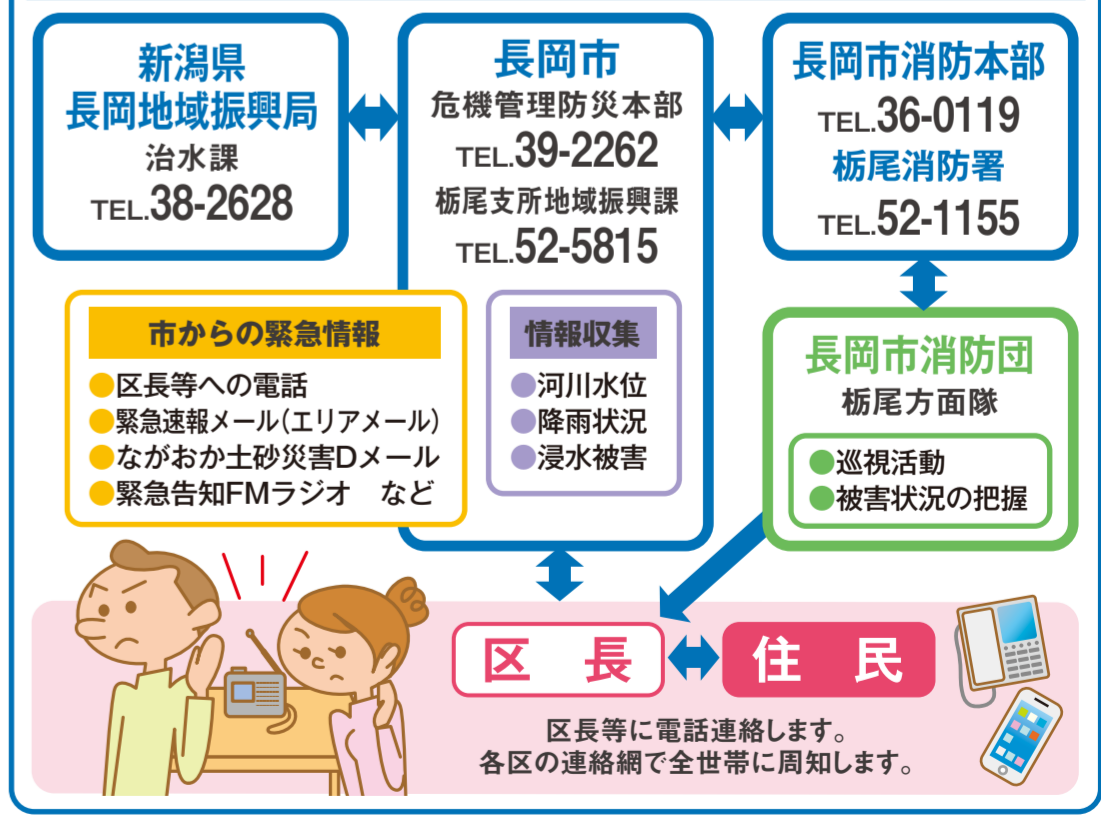 新潟県
長岡地域振興局
治水課
TEL.38-2628
長岡市
危機管理防災本部
TEL.39-2262
栃尾支所地域振興課
TEL.52-5815
長岡市消防本部
TEL.36-0119
栃尾消防署
TEL.52-1155
市からの緊急情報
●区長等への電話
●緊急速報メール(エリアメール)
●ながおか土砂災害Dメール
●緊急告知FMラジオ　など
情報収集
●河川水位
●降雨状況
●浸水被害
長岡市消防団
栃尾方面隊
●巡視活動
●被害状況の把握
区　長
住　民
区長等に電話連絡します。
各区の連絡網で全世帯に周知します。